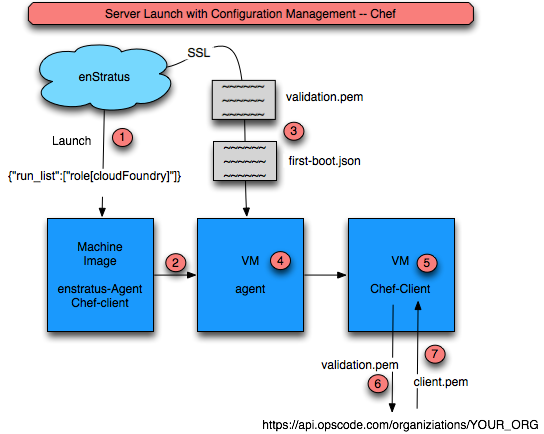 Server Launch with Configuration Management -- Chef
enStratus
SSL
validation.pem
1
Launch
3
first-boot.json
{"run_list":["role[cloudFoundry]"]}
Machine
Image
enstratus-Agent
Chef-client
2
VM
4
agent
VM
5
Chef-Client
validation.pem
6
7
client.pem
https://api.opscode.com/organiziations/YOUR_ORG